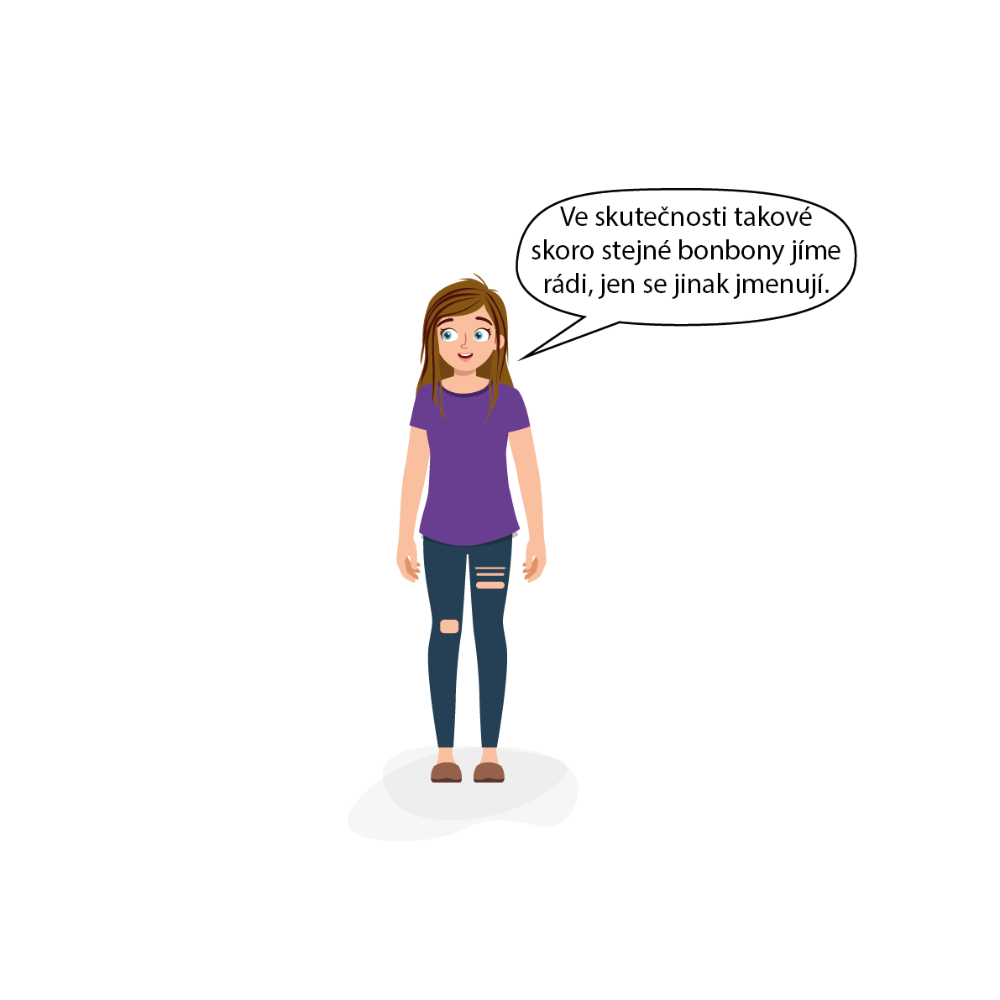 Ve skutečnosti takové
skoro stejné bonbony jíme
rádi, jen se jinak jmenují.